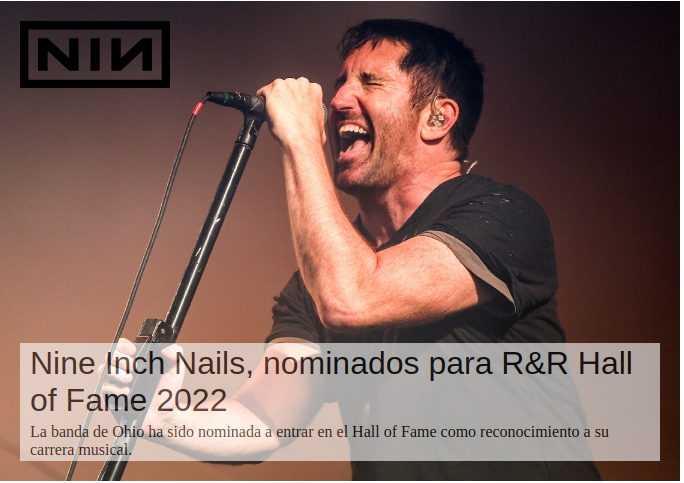 NIN
Nine Inch Nails, nominados para R&R Hall
of Fame 2022
La banda de Ohio ha sido nominada a entrar en el Hall of Fame como reconocimiento a su
carrera musical.